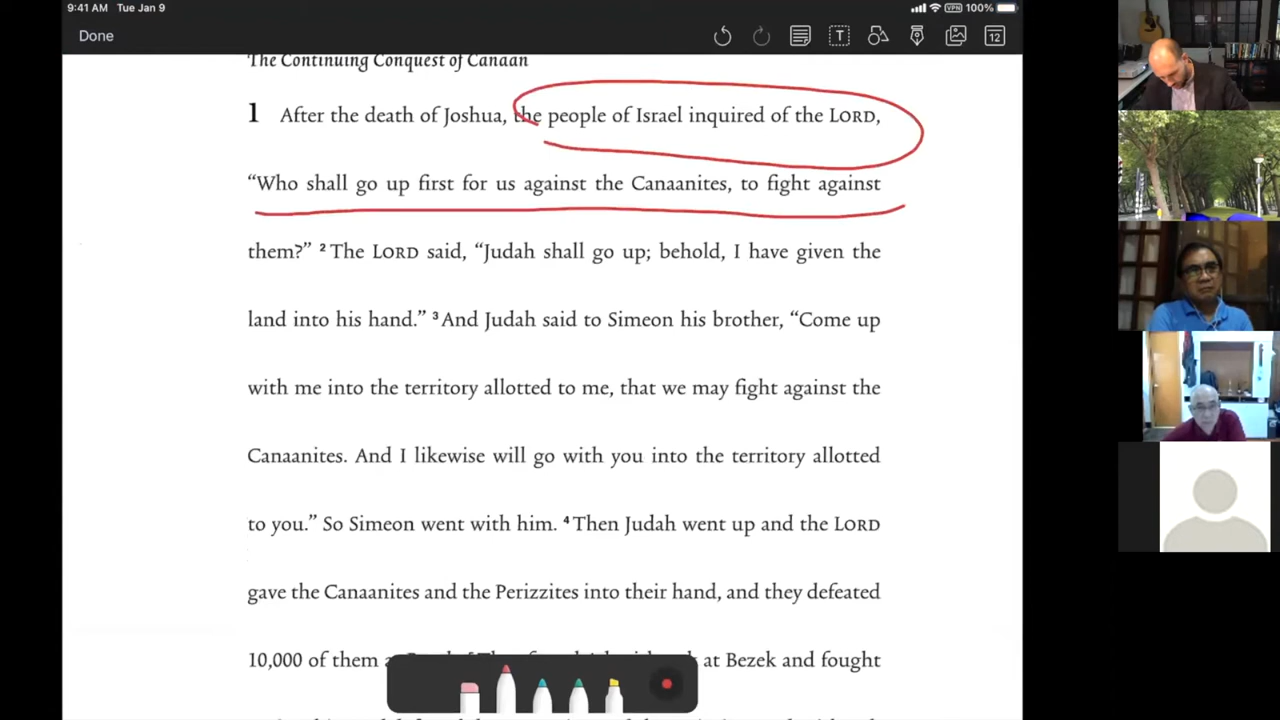 9:41 AM Tue Jan 9
VPN 100%
Done
T
12
The Continuing Conquest of Canaan
1 After the death of Joshua, the people of Israel inquired of the LORD,
“Who shall go up first for us against the Canaanites, to fight against
them?” 2 The LORD said, “Judah shall go up; behold, I have given the
land into his hand.” 3 And Judah said to Simeon his brother, “Come up
with me into the territory allotted to me, that we may fight against the
Canaanites. And I likewise will go with you into the territory allotted
to you.” So Simeon went with him. 4 Then Judah went up and the LORD
gave the Canaanites and the Perizzites into their hand, and they defeated
10,000 of them at Bezek and fought